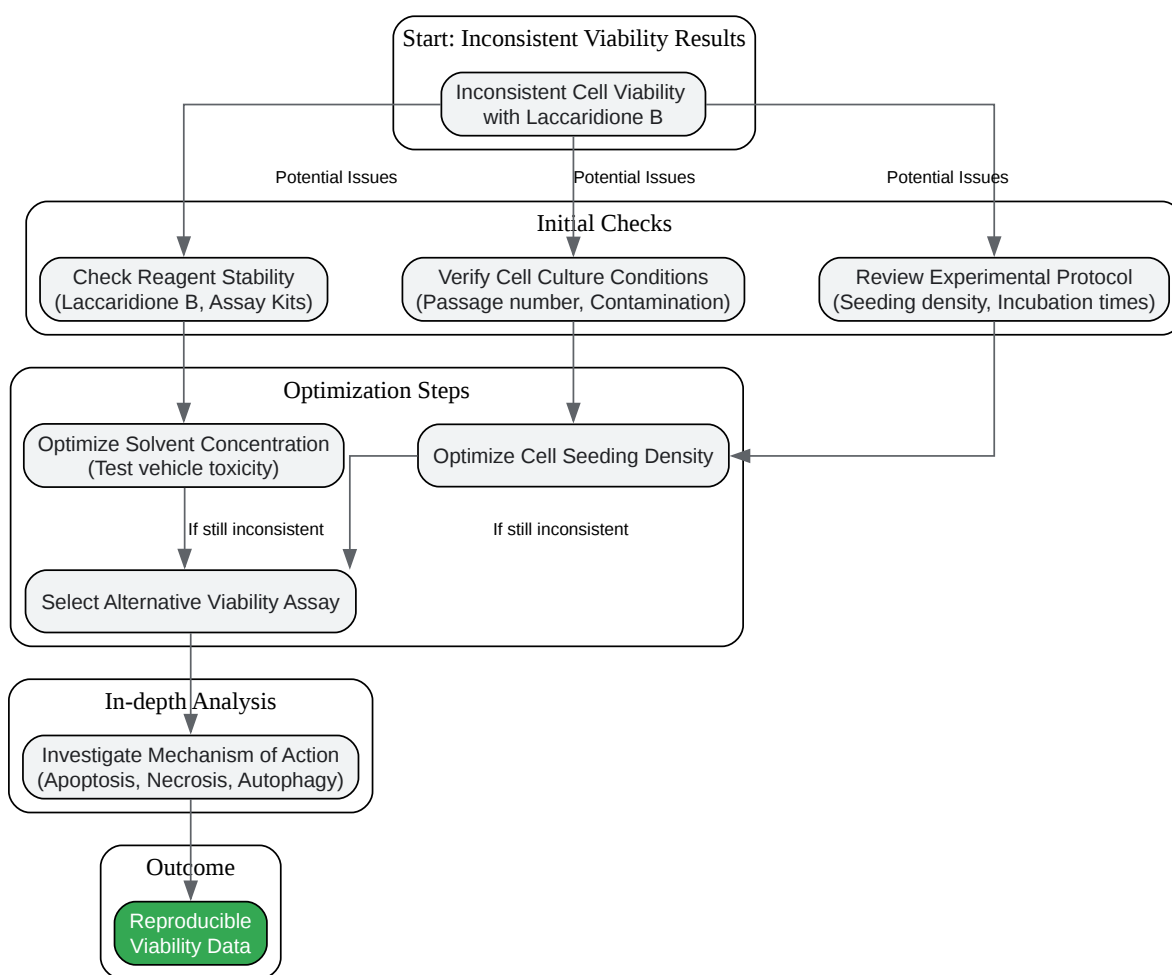 Start: Inconsistent Viability Results
Inconsistent Cell Viability
with Laccaridione B
Potential Issues
Potential Issues
Potential Issues
Initial Checks
Check Reagent Stability
(Laccaridione B, Assay Kits)
Verify Cell Culture Conditions
(Passage number, Contamination)
Review Experimental Protocol
(Seeding density, Incubation times)
Optimization Steps
Optimize Solvent Concentration
(Test vehicle toxicity)
Optimize Cell Seeding Density
If still inconsistent
If still inconsistent
Select Alternative Viability Assay
In-depth Analysis
Investigate Mechanism of Action
(Apoptosis, Necrosis, Autophagy)
Outcome
Reproducible
Viability Data